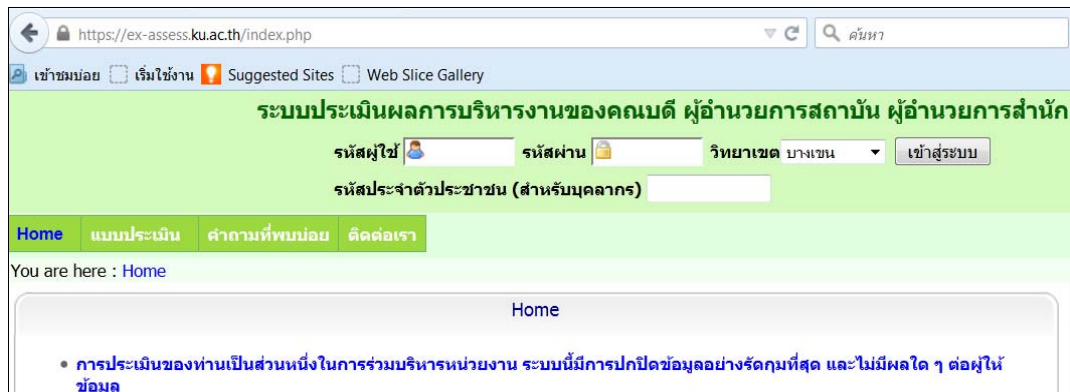 https://ex-assess.ku.ac.th/index.php ค้นหา
เข้าชมบ่อย เริ่มใช้งาน Suggested Sites Web Slice Gallery
ระบบประเมินผลการบริหารงานของคณบดี ผู้อำนวยการสถาบัน ผู้อำนวยการสำนัก
รหัสผู้ใช้ รหัสผ่าน วิทยาเขต บางเขน เข้าสู่ระบบ
รหัสประจำตัวประชาชน (สำหรับบุคลากร)
Home แบบประเมิน คำถามที่พบบ่อย ติดต่อเรา
You are here : Home
Home
• การประเมินของท่านเป็นส่วนหนึ่งในการร่วมบริหารหน่วยงาน ระบบนี้มีการปกปิดข้อมูลอย่างรัดกุมที่สุด และไม่มีผลใด ๆ ต่อผู้ให้
ข้อมูล